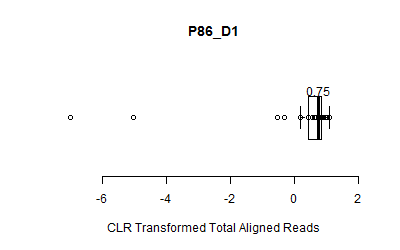 P86_D1
0.75
-6 -4 -2 0 2
CLR Transformed Total Aligned Reads